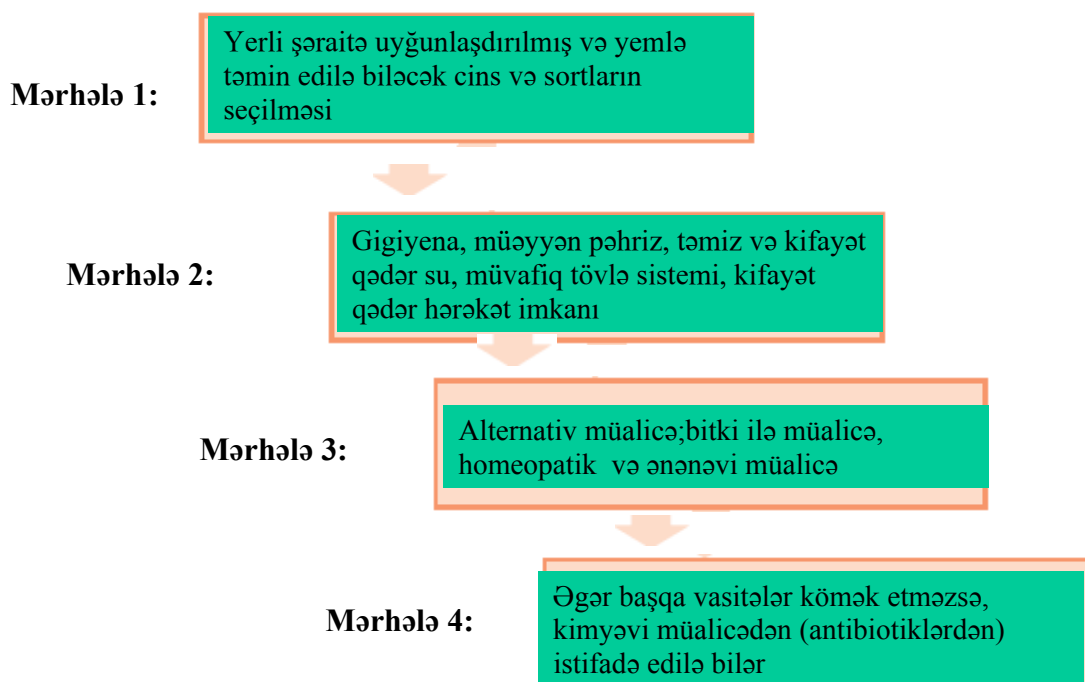 Mərhələ 1:
Yerli şəraitə uyğunlaşdırılmış və yemlə
təmin edilə biləcək cins və sortların
seçilməsi
Mərhələ 2:
Gigiyena, müəyyən pəhriz, təmiz və kifayət
qədər su, müvafiq tövlə sistemi, kifayət
qədər hərəkət imkanı
Mərhələ 3:
Alternativ müalicə;bitki ilə müalicə,
homeopatik və ənənəvi müalicə
Mərhələ 4:
Əgər başqa vasitələr kömək etməzsə,
kimyəvi müalicədən (antibiotiklərdən)
istifadə edilə bilər